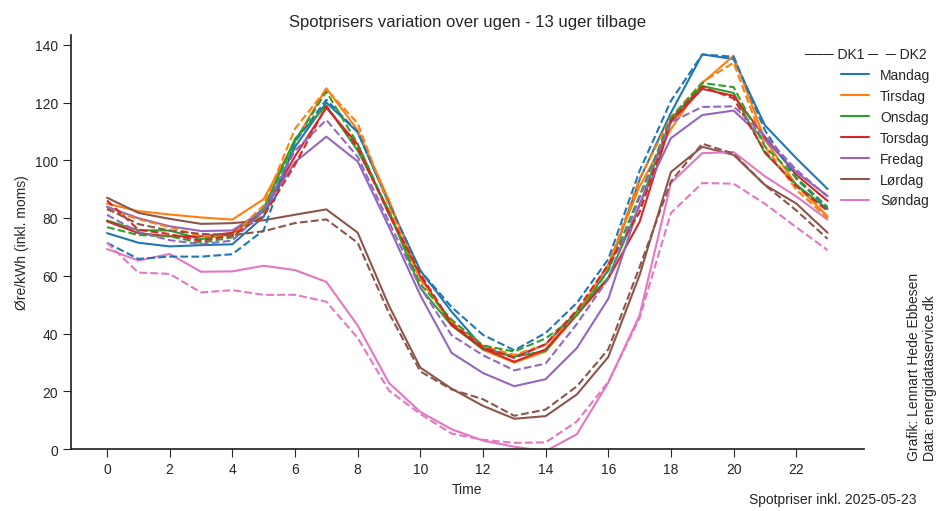 Spotprisers variation over ugen - 13 uger tilbage
Øre/kWh (inkl. moms)
140
120
100
80
60
40
20
0
0 2 4 6 8 10 12 14 16 18 20 22
Time
DK1 DK2
Mandag
Tirsdag
Onsdag
Torsdag
Fredag
Lørdag
Søndag
Grafik: Lennart Hede Ebbesen
Data: energidataservice.dk
Spotpriser inkl. 2025-05-23